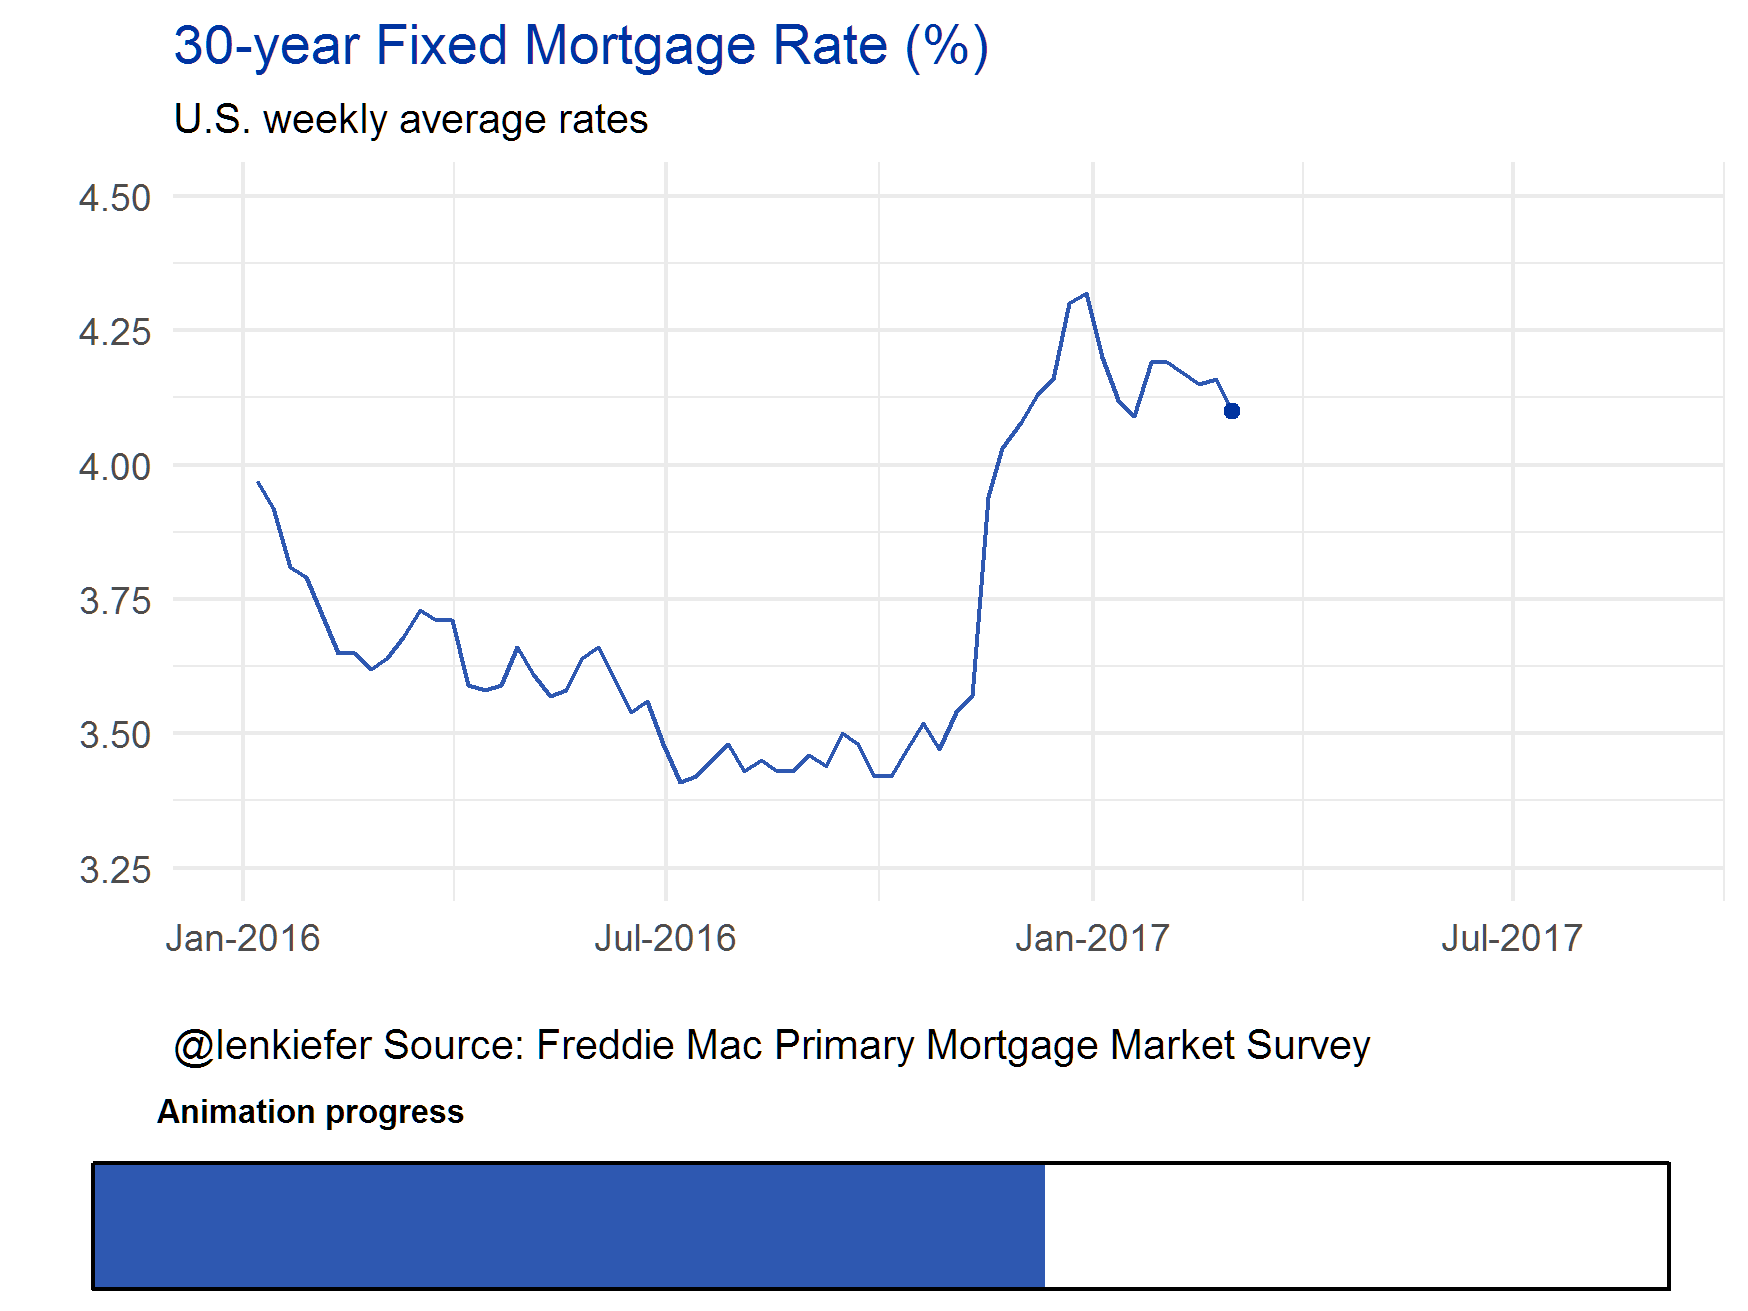 30-year Fixed Mortgage Rate (%)
U.S. weekly average rates
4.50
4.25
4.00
3.75
3.50
3.25
Jan-2016 Jul-2016 Jan-2017 Jul-2017
@lenkiefer Source: Freddie Mac Primary Mortgage Market Survey
Animation progress